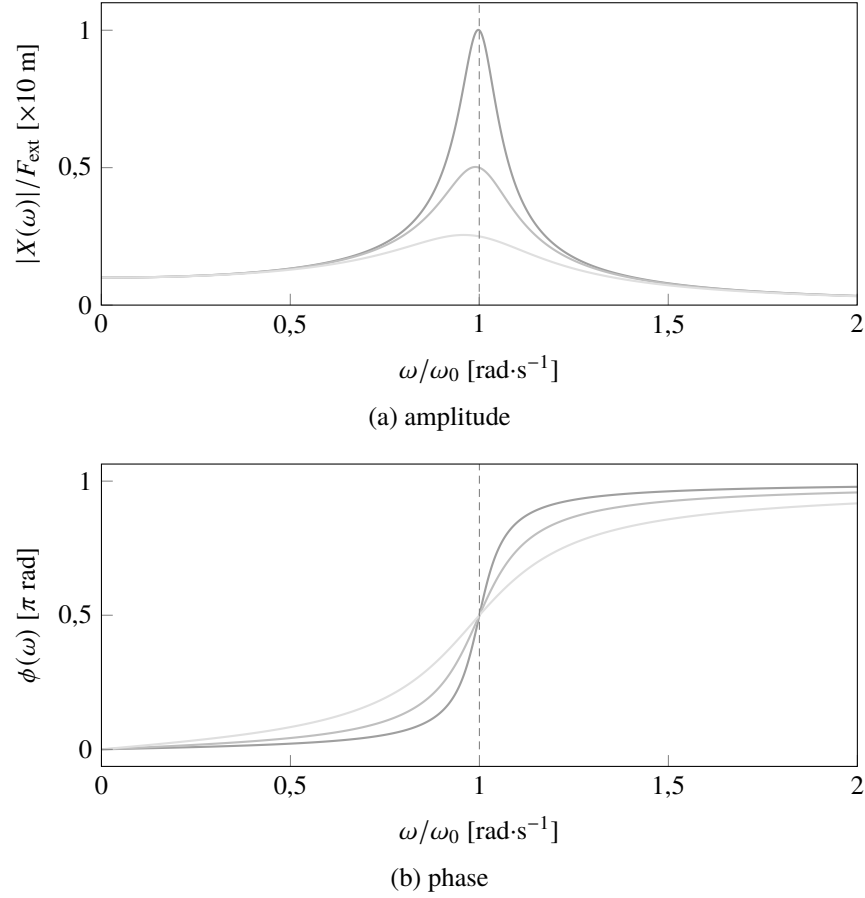 1
0,5
0
|X(ω)|/F_ext [×10 m]
0 0,5 1 1,5 2
ω/ω₀ [rad·s⁻¹]
(a) amplitude
1
0,5
0
ϕ(ω) [π rad]
0 0,5 1 1,5 2
ω/ω₀ [rad·s⁻¹]
(b) phase